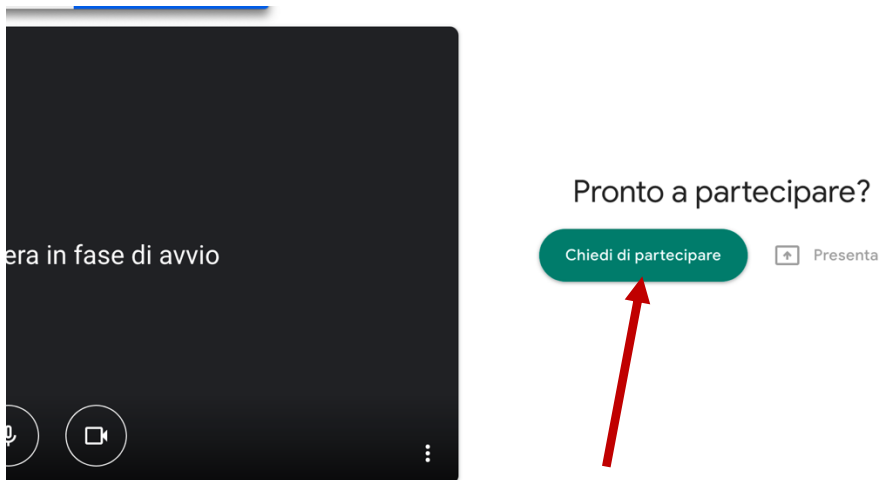 era in fase di avvio
Pronto a partecipare?
Chiedi di partecipare
Presenta